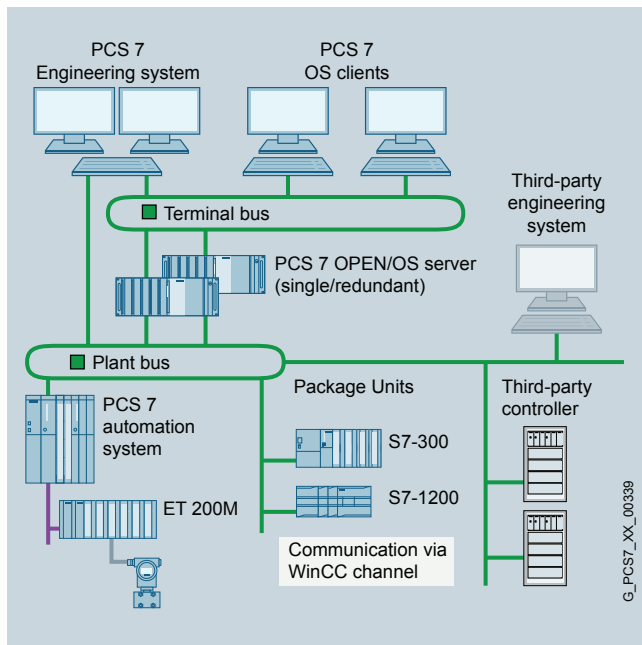 PCS 7
Engineering system
PCS 7
OS clients
Terminal bus
Third-party
engineering
system
PCS 7 OPEN/OS server
(single/redundant)
Plant bus
PCS 7
automation
system
Package Units
Third-party
controller
S7-300
ET 200M
S7-1200
Communication via
WinCC channel
G_PCS7_XX_00339